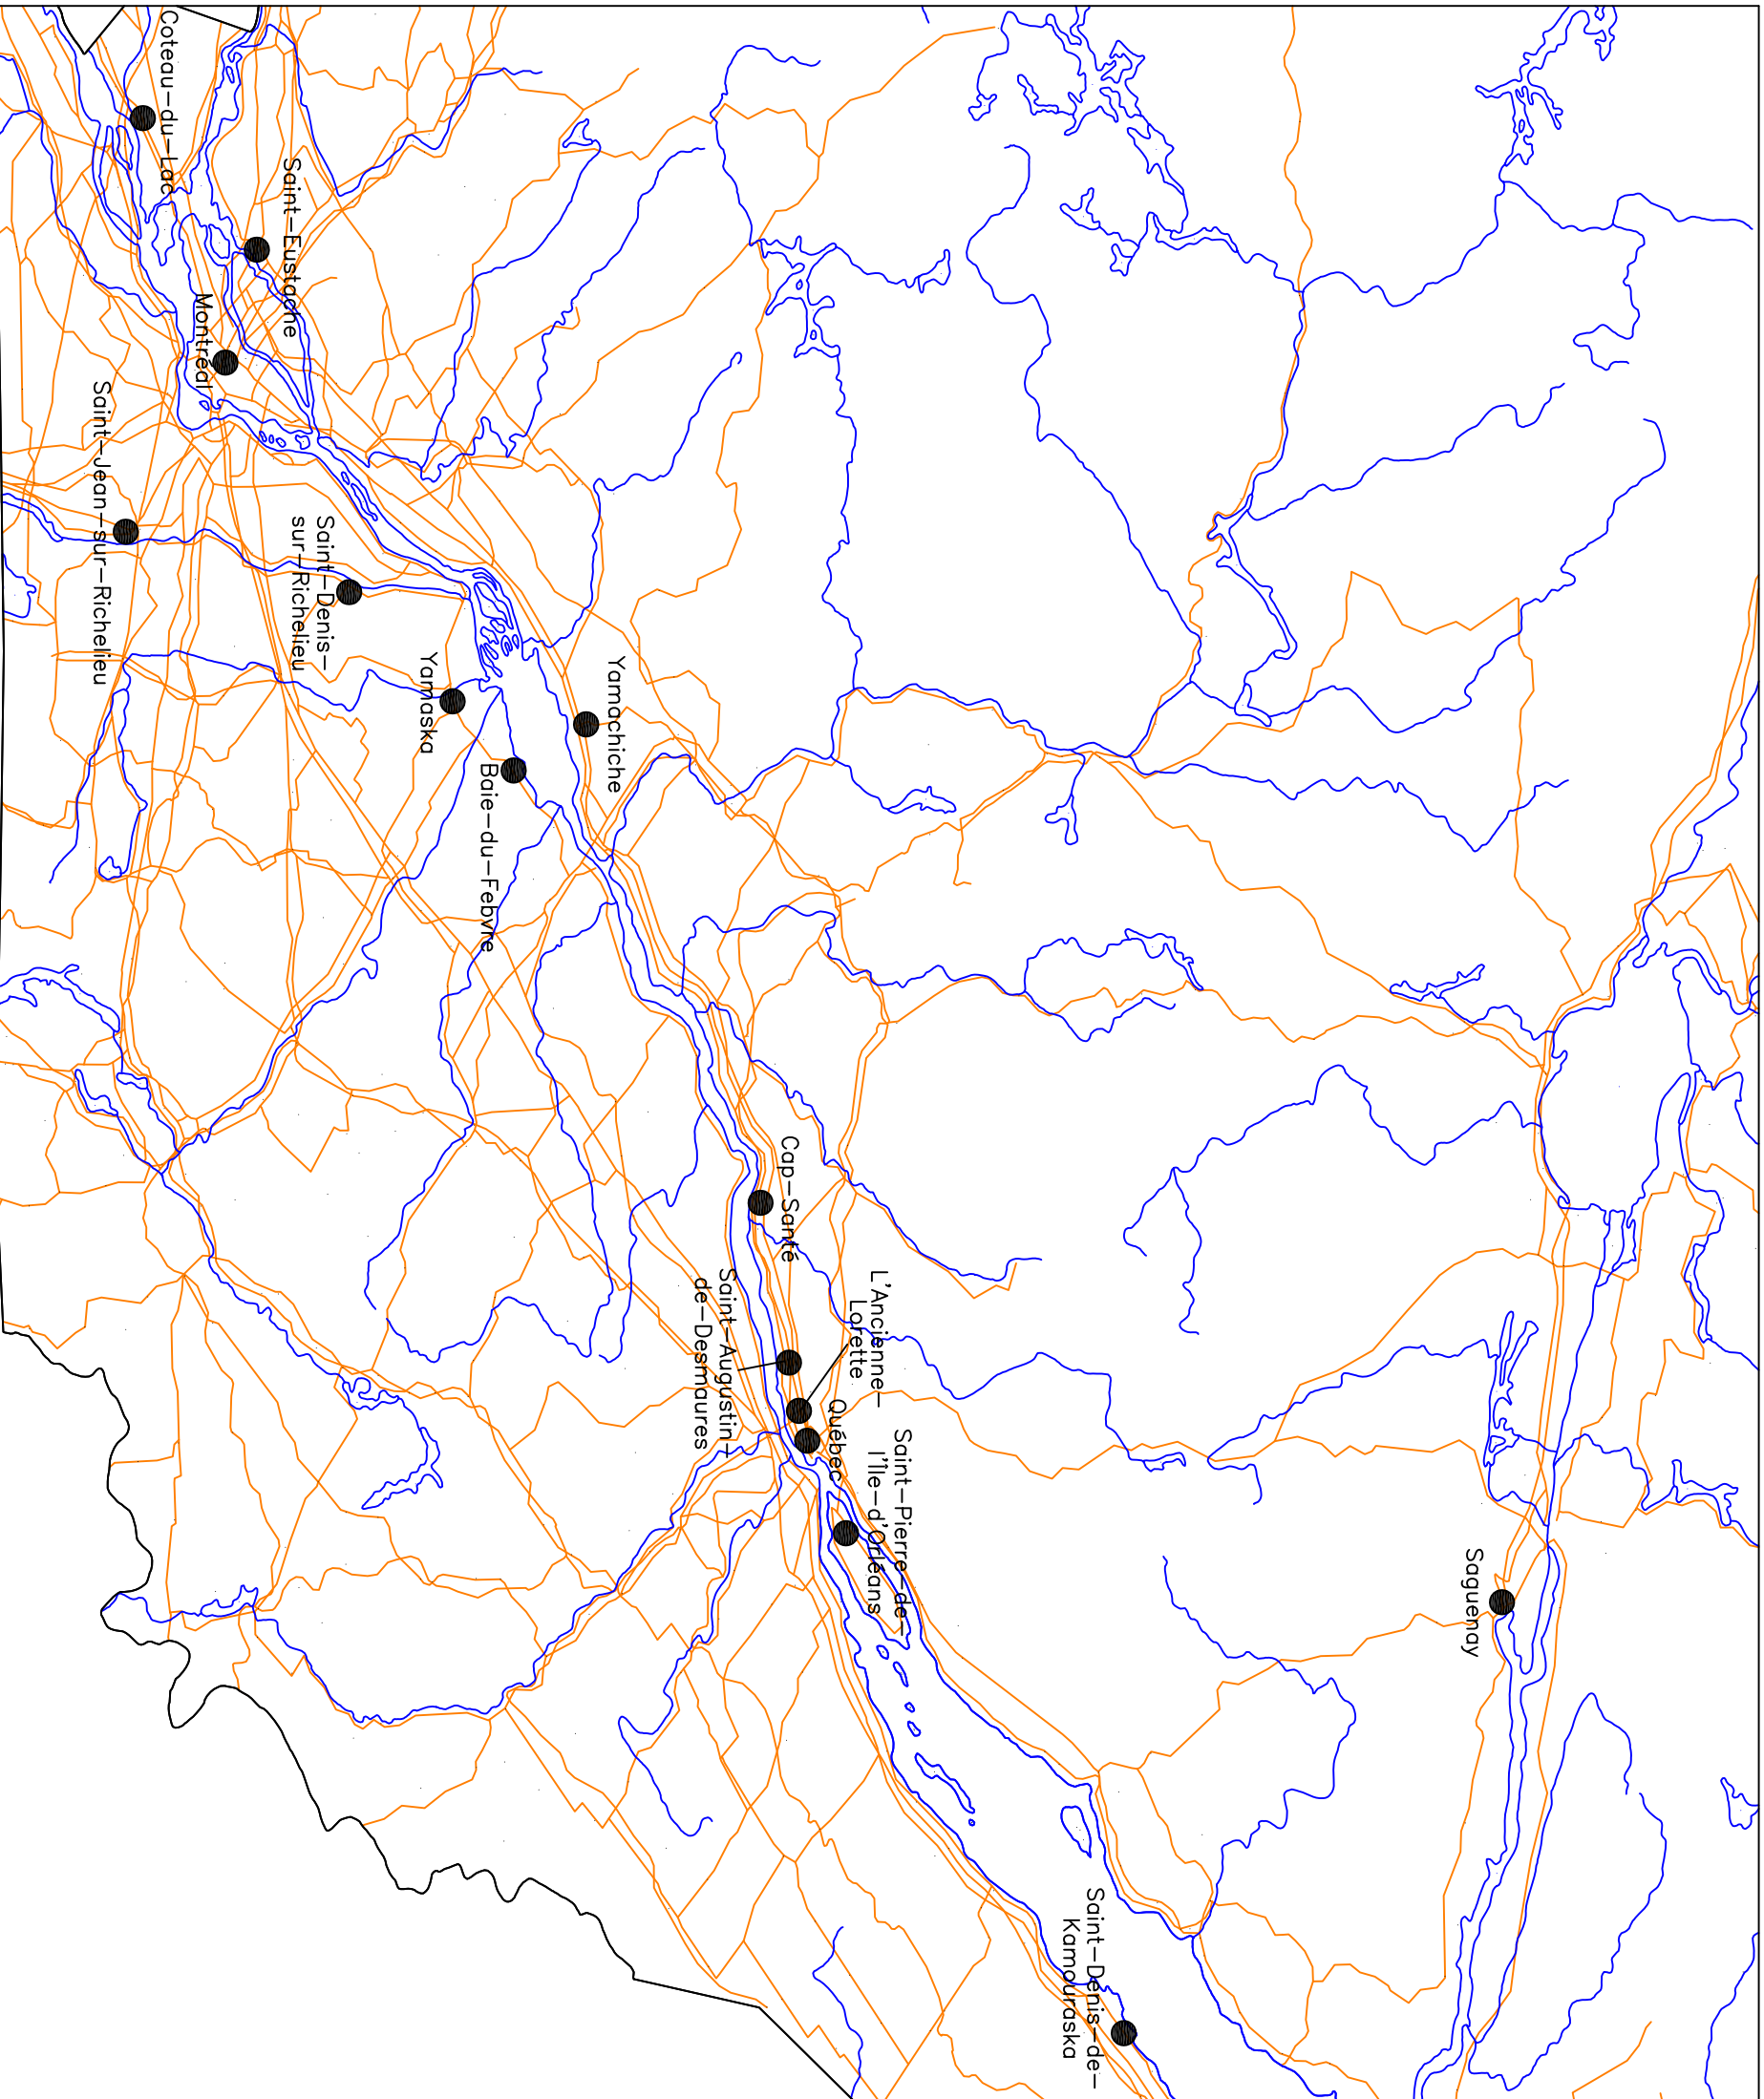 Coteau–du–Lac
Saint–Eustache
Montréal
Saint–Jean–sur–Richelieu
Saint–Denis–
sur–Richelieu
Yamaska
Yamachiche
Baie–du–Febvre
Cap–Santé
Saint–Augustin–
de–Desmaures
L'Ancienne–
Lorette
Québec
Saint–Pierre–de–
l'Île–d'Orléans
Saguenay
Saint–Denis–de–
Kamouraska